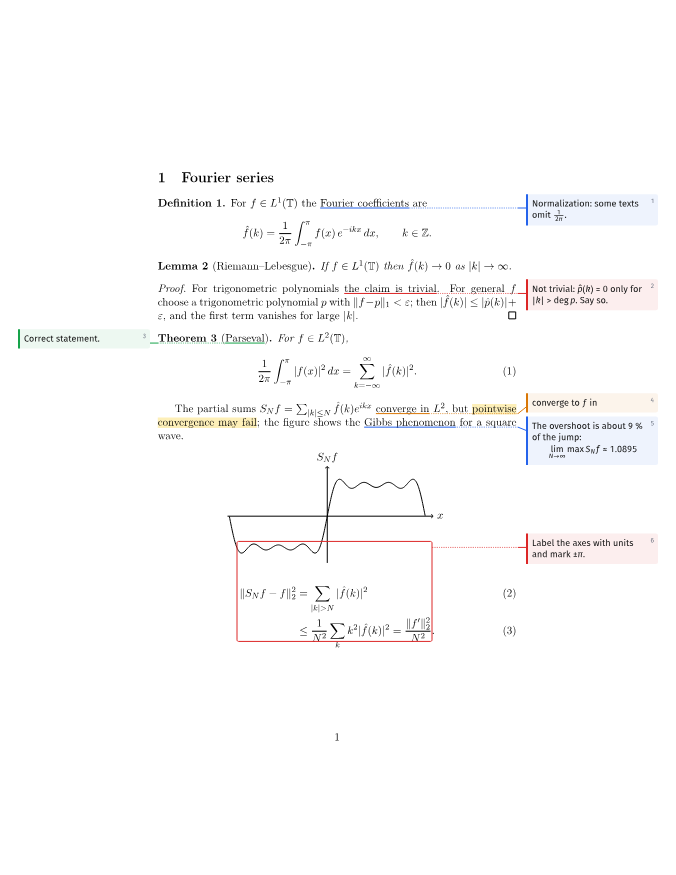 1 Fourier series
Definition 1. For f ∈ L¹(𝕋) the Fourier coefficients are
f̂(k) = 1/2π ∫_{−π}^{π} f(x) e^{−ikx} dx, k ∈ ℤ.
Lemma 2 (Riemann–Lebesgue). If f ∈ L¹(𝕋) then f̂(k) → 0 as |k| → ∞.
Proof. For trigonometric polynomials the claim is trivial. For general f
choose a trigonometric polynomial p with ‖f−p‖₁ < ε; then |f̂(k)| ≤ |p̂(k)|+
ε, and the first term vanishes for large |k|. □
Theorem 3 (Parseval). For f ∈ L²(𝕋),
1/2π ∫_{−π}^{π} |f(x)|² dx = ∑_{k=−∞}^{∞} |f̂(k)|². (1)
The partial sums S_N f = ∑_{|k|≤N} f̂(k)e^{ikx} converge in L², but pointwise
convergence may fail; the figure shows the Gibbs phenomenon for a square
wave.
S_N f
x
‖S_N f − f‖₂² = ∑_{|k|>N} |f̂(k)|² (2)
≤ 1/N² ∑_k k²|f̂(k)|² = ‖f′‖₂²/N². (3)
1
Normalization: some texts 1
omit 1/2π.
Not trivial: p̂(k) = 0 only for 2
|k| > deg p. Say so.
Correct statement. 3
converge to f in 4
The overshoot is about 9 % 5
of the jump:
lim_{N→∞} max S_N f ≈ 1.0895
Label the axes with units 6
and mark ±π.